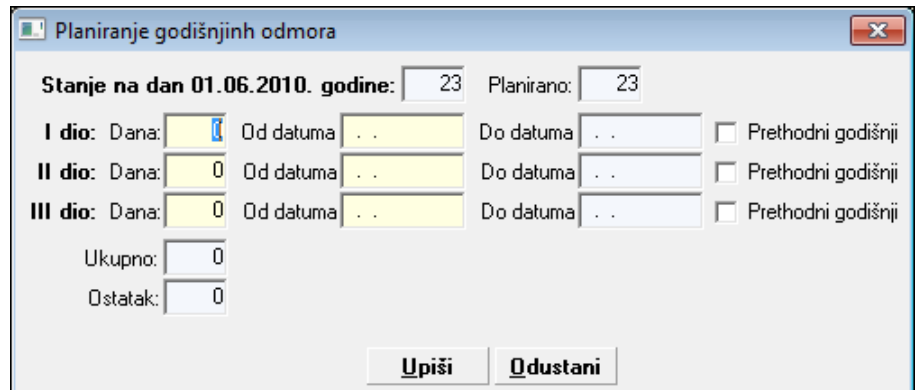 Planiranje godišnjinh odmora
Stanje na dan 01.06.2010. godine: 23 Planirano: 23
I dio: Dana: 0 Od datuma . . Do datuma . . Prethodni godišnji
II dio: Dana: 0 Od datuma . . Do datuma . . Prethodni godišnji
III dio: Dana: 0 Od datuma . . Do datuma . . Prethodni godišnji
Ukupno: 0
Ostatak: 0
Upiši Odustani